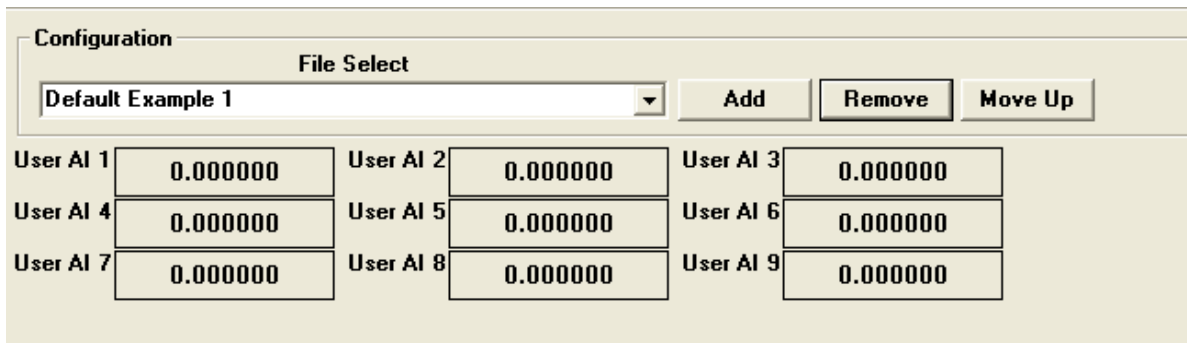 Configuration
File Select
Default Example 1 Add Remove Move Up
User AI 1 0.000000 User AI 2 0.000000 User AI 3 0.000000
User AI 4 0.000000 User AI 5 0.000000 User AI 6 0.000000
User AI 7 0.000000 User AI 8 0.000000 User AI 9 0.000000